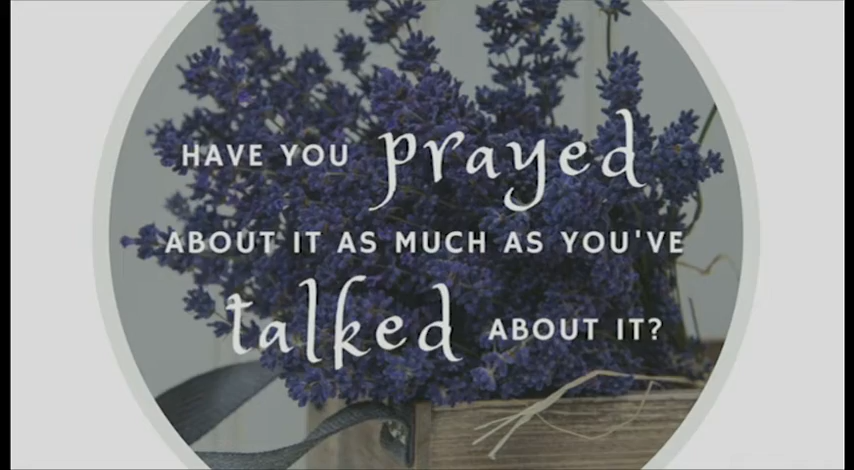 HAVE YOU prayed
ABOUT IT AS MUCH AS YOU'VE
talked ABOUT IT?